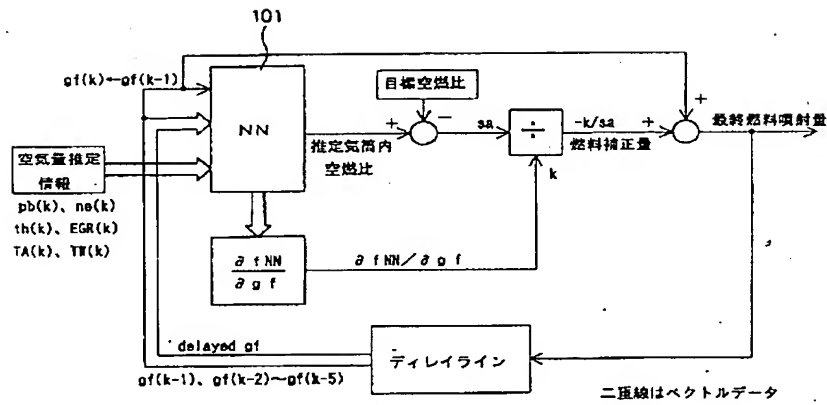 101
gf(k)←gf(k-1)
NN
目標空燃比
+
−
+
推定気筒内
空燃比
sa
÷
-k/sa
燃料補正量
+
最終燃料噴射量
k
空気量推定
情報
pb(k)、ne(k)
th(k)、EGR(k)
TA(k)、TW(k)
∂fNN
∂gf
∂fNN/∂gf
delayed gf
gf(k-1)、gf(k-2)～gf(k-5)
ディレイライン
二重線はベクトルデータ